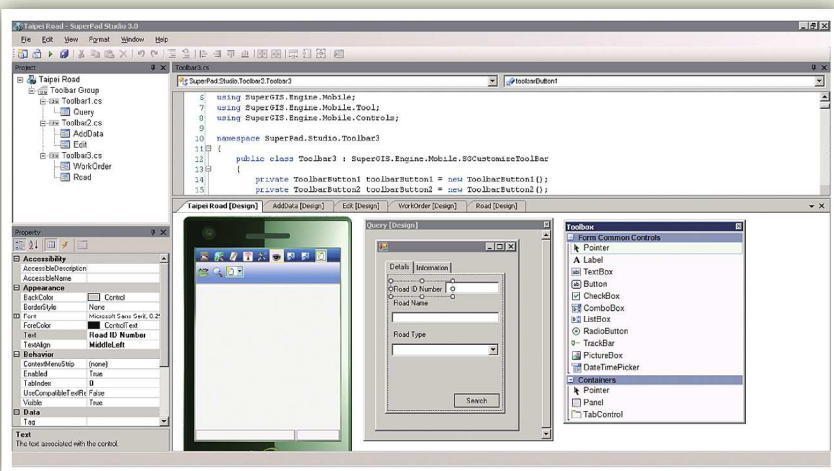 Taipei Road - SuperPad Studio 3.0
File Edit View Format Window Help
Project
Taipei Road
Toolbar Group
Toolbar1.cs
Query
Toolbar2.cs
AddData
Edit
Toolbar3.cs
WorkOrder
Road
Toolbar3.cs
SuperPad.Studio.Toolbar3.Toolbar3
toolbarButton1
6 using SuperGIS.Engine.Mobile;
7 using SuperGIS.Engine.Mobile.Tool;
8 using SuperGIS.Engine.Mobile.Controls;
9
10 namespace SuperPad.Studio.Toolbar3
11 {
12 public class Toolbar3 : SuperGIS.Engine.Mobile.SGCustomizeToolBar
13 {
14 private ToolbarButton1 toolbarButton1 = new ToolbarButton1();
15 private ToolbarButton2 toolbarButton2 = new ToolbarButton2();
Taipei Road [Design] AddData [Design] Edit [Design] WorkOrder [Design] Road [Design]
Property
Accessibility
AccessibleDescription
AccessibleName
Appearance
BackColor Control
BorderStyle None
Font Microsoft Sans Serif, 8.25
ForeColor ControlText
Text Road ID Number
TextAlign MiddleLeft
Behavior
ContextMenuStrip (none)
Enabled True
TabIndex 0
UseCompatibleTextRe False
Visible True
Data
Tag
Text
The text associated with the control.
Query [Design]
Details Information
Road ID Number
Road Name
Road Type
Search
Toolbox
Form Common Controls
Pointer
Label
TextBox
Button
CheckBox
ComboBox
ListBox
RadioButton
TrackBar
PictureBox
DateTimePicker
Containers
Pointer
Panel
TabControl